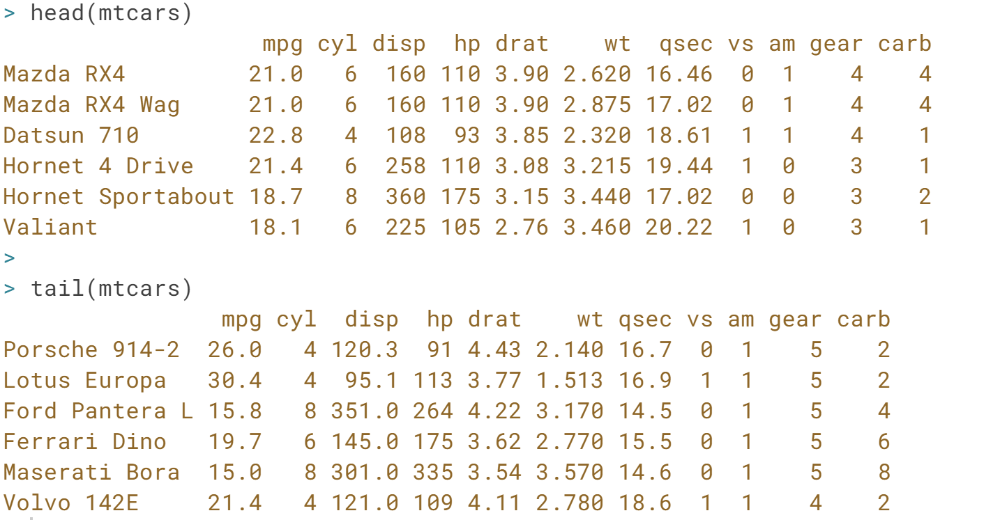 > head(mtcars)
                   mpg cyl disp  hp drat    wt  qsec vs am gear carb
Mazda RX4         21.0   6  160 110 3.90 2.620 16.46  0  1    4    4
Mazda RX4 Wag     21.0   6  160 110 3.90 2.875 17.02  0  1    4    4
Datsun 710        22.8   4  108  93 3.85 2.320 18.61  1  1    4    1
Hornet 4 Drive    21.4   6  258 110 3.08 3.215 19.44  1  0    3    1
Hornet Sportabout 18.7   8  360 175 3.15 3.440 17.02  0  0    3    2
Valiant           18.1   6  225 105 2.76 3.460 20.22  1  0    3    1
>
> tail(mtcars)
                mpg cyl  disp  hp drat    wt qsec vs am gear carb
Porsche 914-2  26.0   4 120.3  91 4.43 2.140 16.7  0  1    5    2
Lotus Europa   30.4   4  95.1 113 3.77 1.513 16.9  1  1    5    2
Ford Pantera L 15.8   8 351.0 264 4.22 3.170 14.5  0  1    5    4
Ferrari Dino   19.7   6 145.0 175 3.62 2.770 15.5  0  1    5    6
Maserati Bora  15.0   8 301.0 335 3.54 3.570 14.6  0  1    5    8
Volvo 142E     21.4   4 121.0 109 4.11 2.780 18.6  1  1    4    2